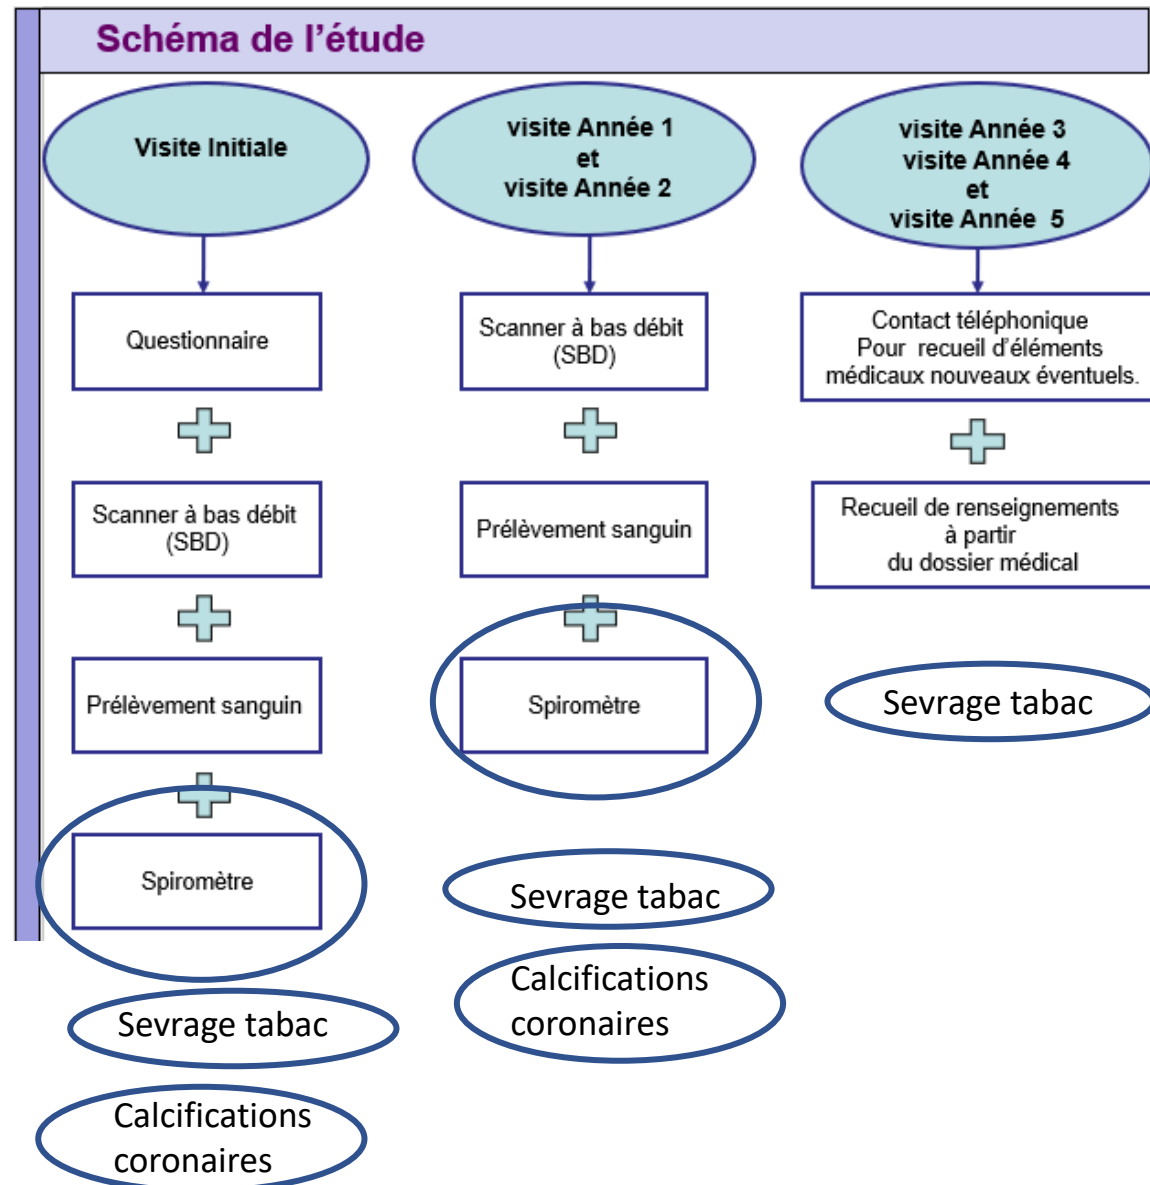 Schéma de l'étude
Visite Initiale
Questionnaire
Scanner à bas débit
(SBD)
Prélèvement sanguin
Spiromètre
Sevrage tabac
Calcifications
coronaires
visite Année 1
et
visite Année 2
Scanner à bas débit
(SBD)
Prélèvement sanguin
Spiromètre
Sevrage tabac
Calcifications
coronaires
visite Année 3
visite Année 4
et
visite Année 5
Contact téléphonique
Pour recueil d'éléments
médicaux nouveaux éventuels.
Recueil de renseignements
à partir
du dossier médical
Sevrage tabac